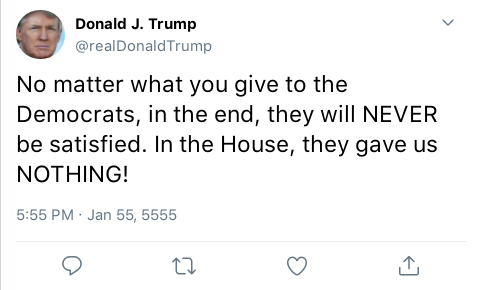 Donald J. Trump
@realDonaldTrump
No matter what you give to the
Democrats, in the end, they will NEVER
be satisfied. In the House, they gave us
NOTHING!
5:55 PM · Jan 55, 5555